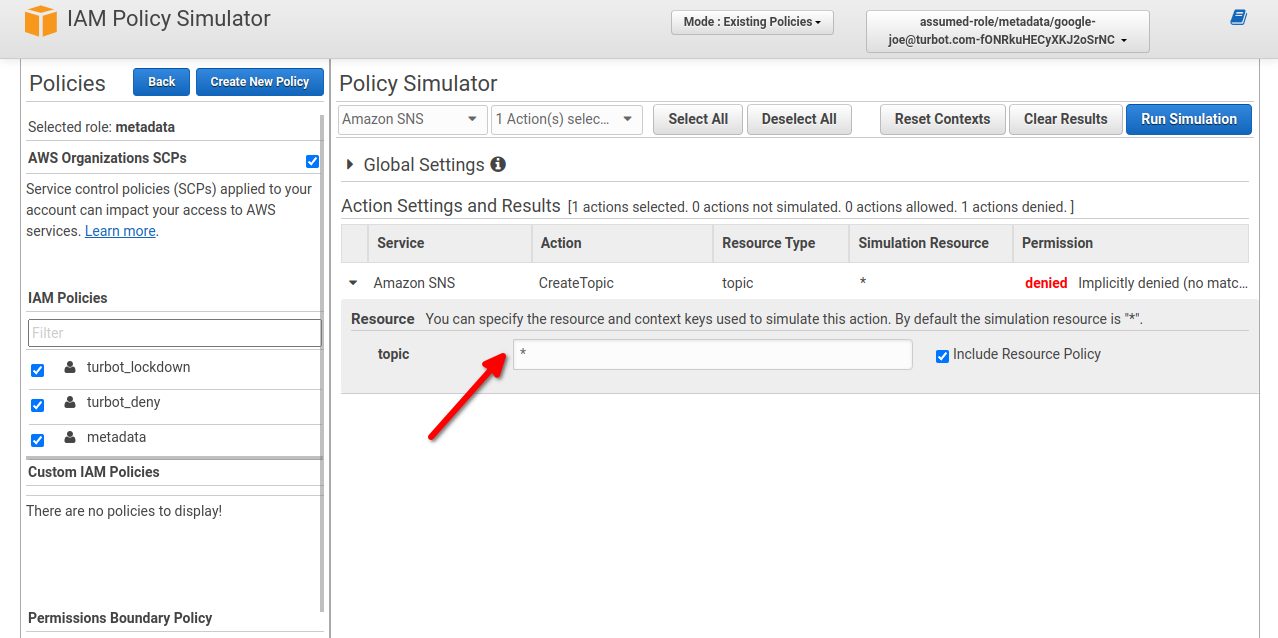 IAM Policy Simulator
Mode : Existing Policies
assumed-role/metadata/google-
joe@turbot.com-fONRkuHECyXKJ2oSrNC
Policies
Back
Create New Policy
Selected role: metadata
AWS Organizations SCPs
Service control policies (SCPs) applied to your
account can impact your access to AWS
services. Learn more.
IAM Policies
Filter
turbot_lockdown
turbot_deny
metadata
Custom IAM Policies
There are no policies to display!
Permissions Boundary Policy
Policy Simulator
Amazon SNS
1 Action(s) selec...
Select All
Deselect All
Reset Contexts
Clear Results
Run Simulation
Global Settings
Action Settings and Results [1 actions selected. 0 actions not simulated. 0 actions allowed. 1 actions denied. ]
Service Action Resource Type Simulation Resource Permission
Amazon SNS CreateTopic topic * denied Implicitly denied (no matc...
Resource You can specify the resource and context keys used to simulate this action. By default the simulation resource is "*".
topic * Include Resource Policy